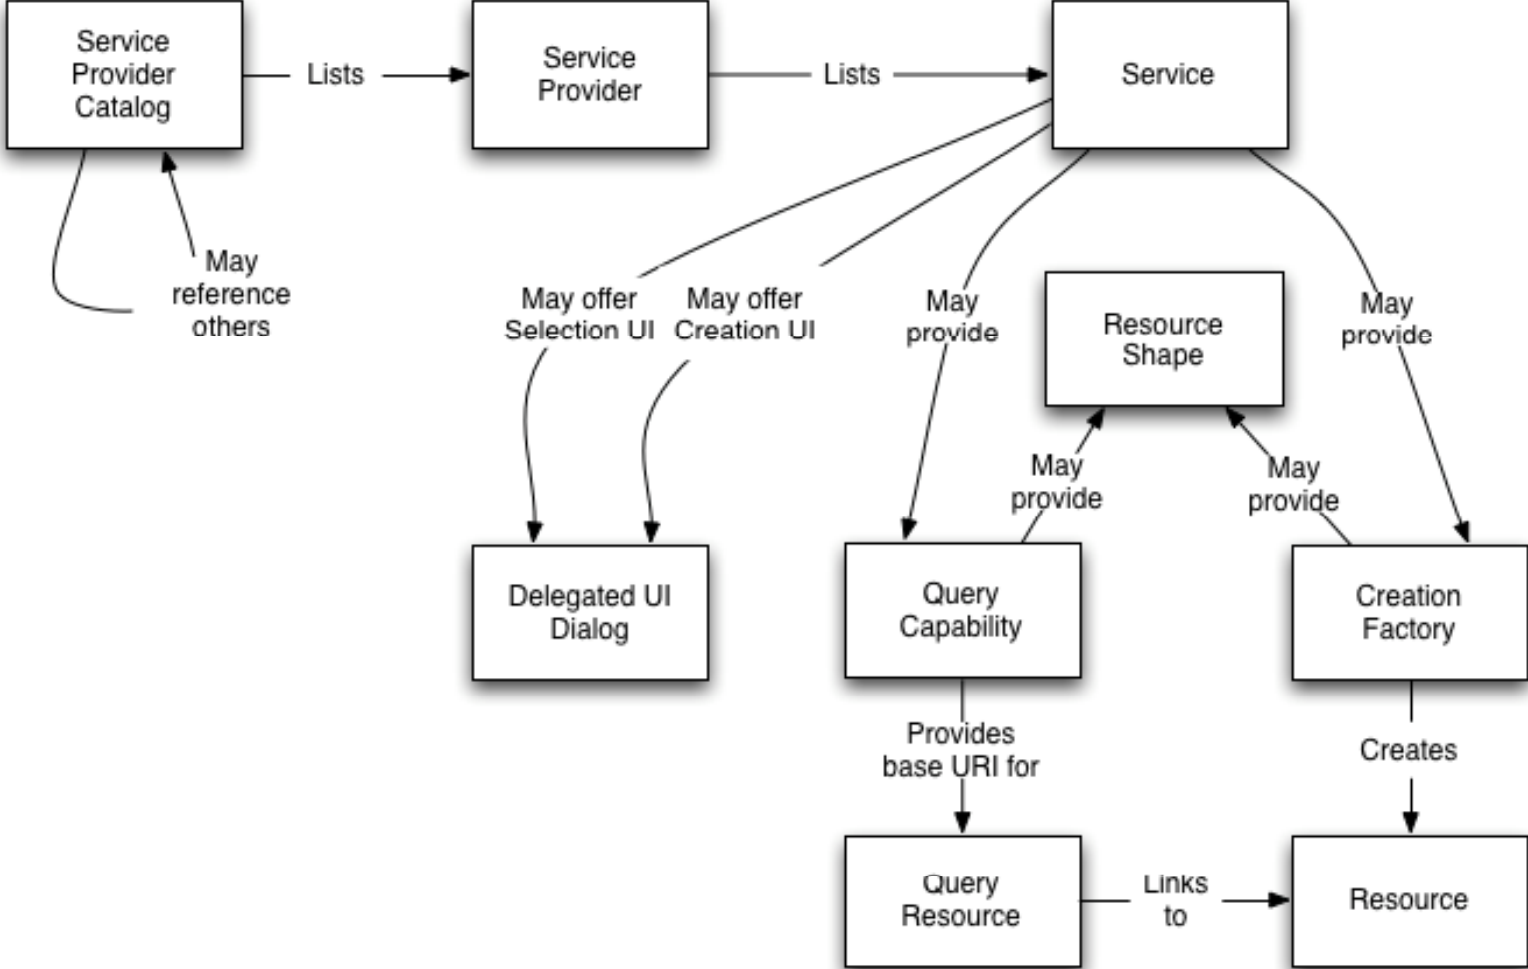 Service
Provider
Catalog
Lists
Service
Provider
Lists
Service
May
reference
others
May offer
Selection UI
May offer
Creation UI
May
provide
Resource
Shape
May
provide
May
provide
May
provide
Delegated UI
Dialog
Query
Capability
Creation
Factory
Provides
base URI for
Creates
Query
Resource
Links
to
Resource